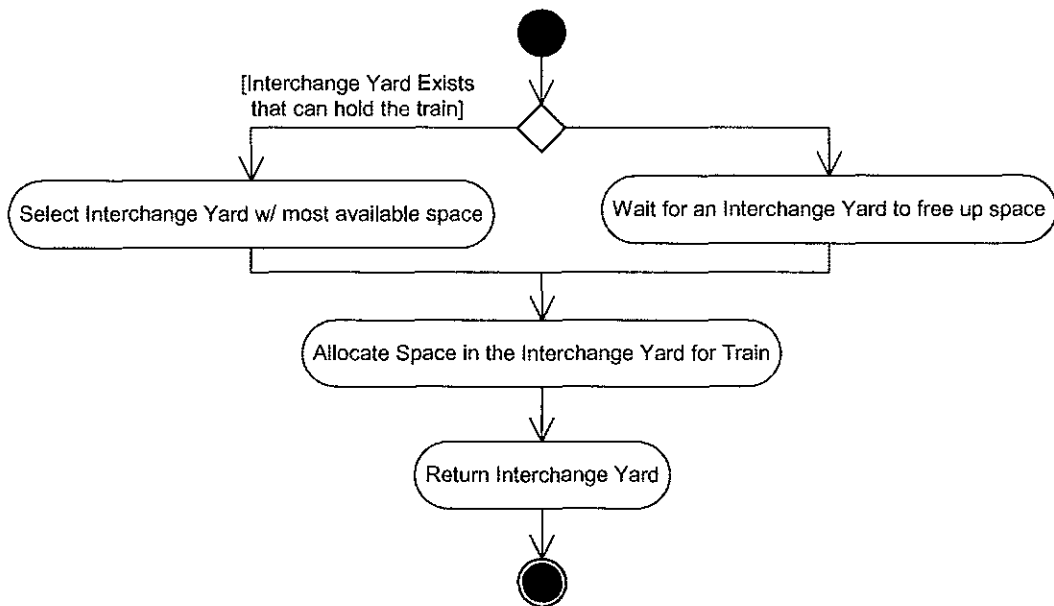 [Interchange Yard Exists
that can hold the train]
Select Interchange Yard w/ most available space
Wait for an Interchange Yard to free up space
Allocate Space in the Interchange Yard for Train
Return Interchange Yard